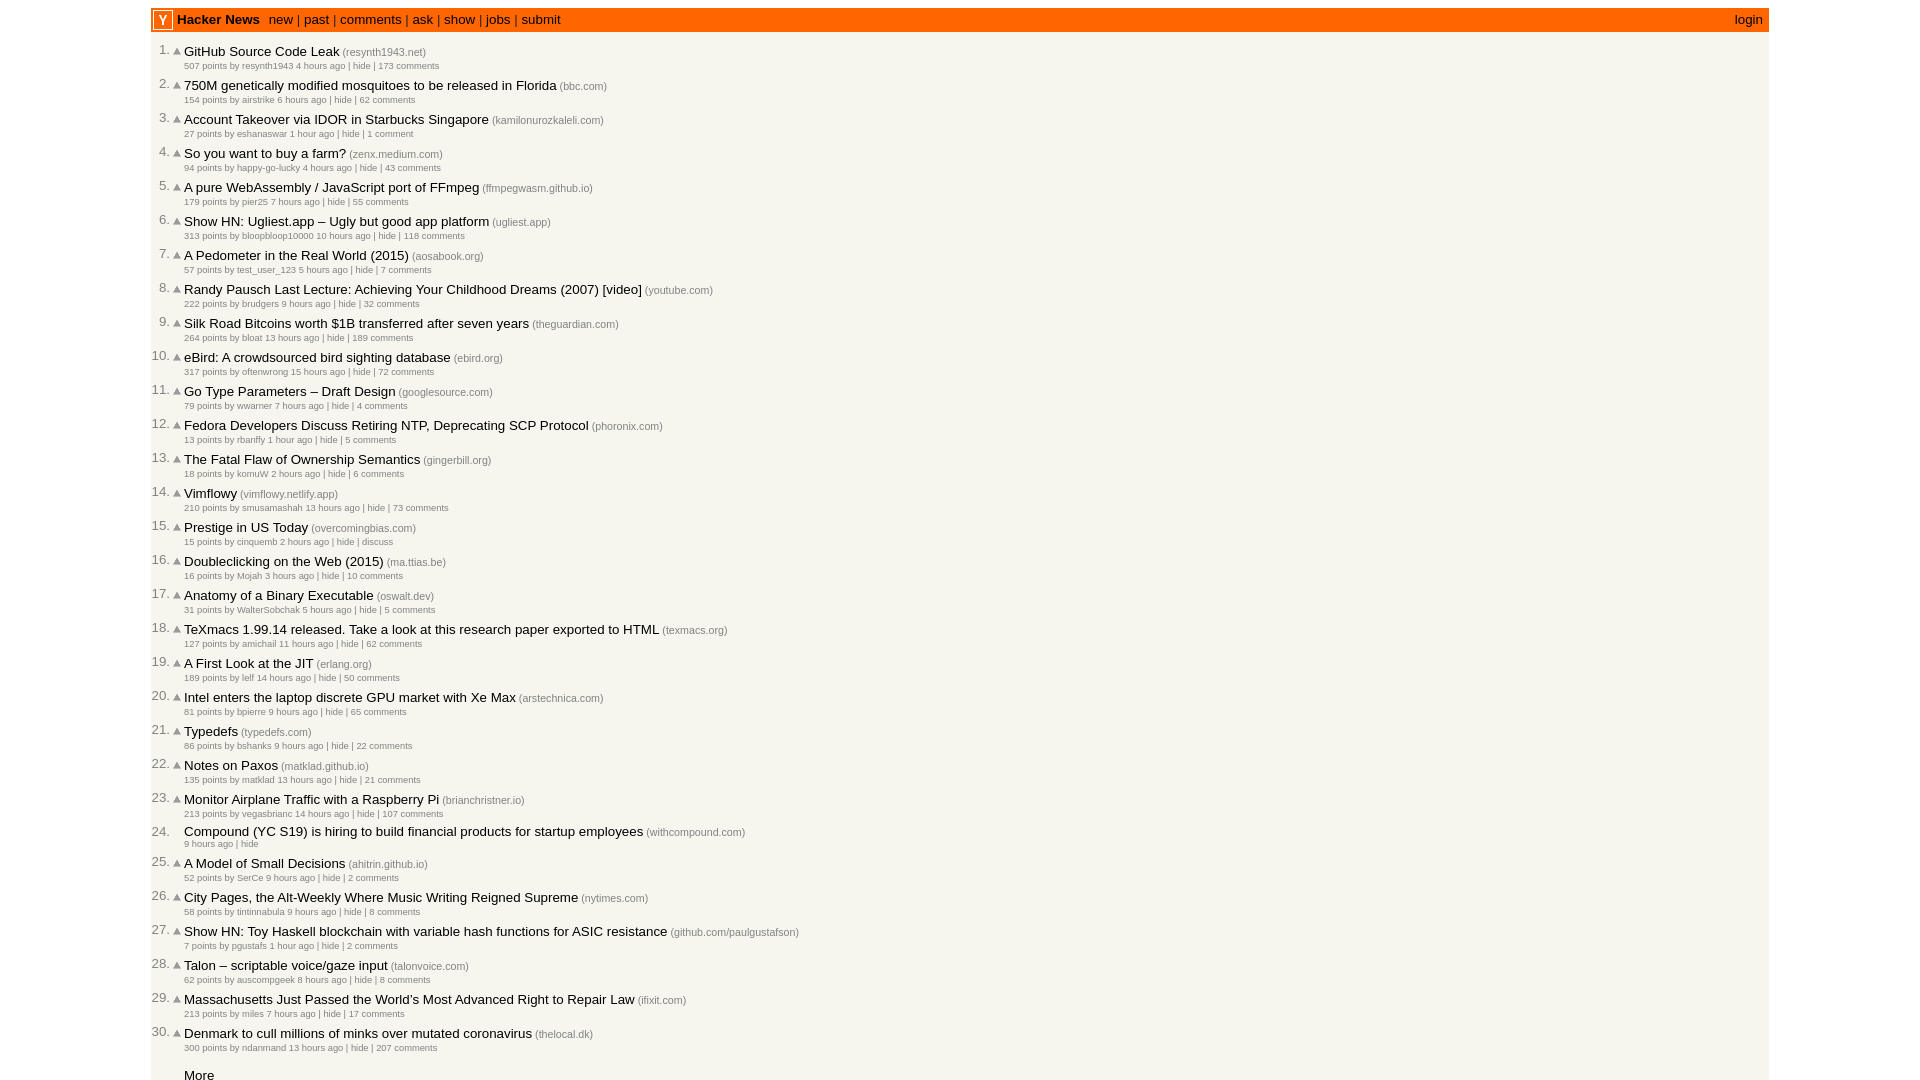 Y Hacker News new | past | comments | ask | show | jobs | submit login
1. GitHub Source Code Leak (resynth1943.net)
507 points by resynth1943 4 hours ago | hide | 173 comments
2. 750M genetically modified mosquitoes to be released in Florida (bbc.com)
154 points by airstrike 6 hours ago | hide | 62 comments
3. Account Takeover via IDOR in Starbucks Singapore (kamilonurozkaleli.com)
27 points by eshanaswar 1 hour ago | hide | 1 comment
4. So you want to buy a farm? (zenx.medium.com)
94 points by happy-go-lucky 4 hours ago | hide | 43 comments
5. A pure WebAssembly / JavaScript port of FFmpeg (ffmpegwasm.github.io)
179 points by pier25 7 hours ago | hide | 55 comments
6. Show HN: Ugliest.app – Ugly but good app platform (ugliest.app)
313 points by bloopbloop10000 10 hours ago | hide | 118 comments
7. A Pedometer in the Real World (2015) (aosabook.org)
57 points by test_user_123 5 hours ago | hide | 7 comments
8. Randy Pausch Last Lecture: Achieving Your Childhood Dreams (2007) [video] (youtube.com)
222 points by brudgers 9 hours ago | hide | 32 comments
9. Silk Road Bitcoins worth $1B transferred after seven years (theguardian.com)
264 points by bloat 13 hours ago | hide | 189 comments
10. eBird: A crowdsourced bird sighting database (ebird.org)
317 points by oftenwrong 15 hours ago | hide | 72 comments
11. Go Type Parameters – Draft Design (googlesource.com)
79 points by wwarner 7 hours ago | hide | 4 comments
12. Fedora Developers Discuss Retiring NTP, Deprecating SCP Protocol (phoronix.com)
13 points by rbanffy 1 hour ago | hide | 5 comments
13. The Fatal Flaw of Ownership Semantics (gingerbill.org)
18 points by komuW 2 hours ago | hide | 6 comments
14. Vimflowy (vimflowy.netlify.app)
210 points by smusamashah 13 hours ago | hide | 73 comments
15. Prestige in US Today (overcomingbias.com)
15 points by cinquemb 2 hours ago | hide | discuss
16. Doubleclicking on the Web (2015) (ma.ttias.be)
16 points by Mojah 3 hours ago | hide | 10 comments
17. Anatomy of a Binary Executable (oswalt.dev)
31 points by WalterSobchak 5 hours ago | hide | 5 comments
18. TeXmacs 1.99.14 released. Take a look at this research paper exported to HTML (texmacs.org)
127 points by amichail 11 hours ago | hide | 62 comments
19. A First Look at the JIT (erlang.org)
189 points by lelf 14 hours ago | hide | 50 comments
20. Intel enters the laptop discrete GPU market with Xe Max (arstechnica.com)
81 points by bpierre 9 hours ago | hide | 65 comments
21. Typedefs (typedefs.com)
86 points by bshanks 9 hours ago | hide | 22 comments
22. Notes on Paxos (matklad.github.io)
135 points by matklad 13 hours ago | hide | 21 comments
23. Monitor Airplane Traffic with a Raspberry Pi (brianchristner.io)
213 points by vegasbrianc 14 hours ago | hide | 107 comments
24. Compound (YC S19) is hiring to build financial products for startup employees (withcompound.com)
9 hours ago | hide
25. A Model of Small Decisions (ahitrin.github.io)
52 points by SerCe 9 hours ago | hide | 2 comments
26. City Pages, the Alt-Weekly Where Music Writing Reigned Supreme (nytimes.com)
58 points by tintinnabula 9 hours ago | hide | 8 comments
27. Show HN: Toy Haskell blockchain with variable hash functions for ASIC resistance (github.com/paulgustafson)
7 points by pgustafs 1 hour ago | hide | 2 comments
28. Talon – scriptable voice/gaze input (talonvoice.com)
62 points by auscompgeek 8 hours ago | hide | 8 comments
29. Massachusetts Just Passed the World’s Most Advanced Right to Repair Law (ifixit.com)
213 points by miles 7 hours ago | hide | 17 comments
30. Denmark to cull millions of minks over mutated coronavirus (thelocal.dk)
300 points by ndanmand 13 hours ago | hide | 207 comments
More